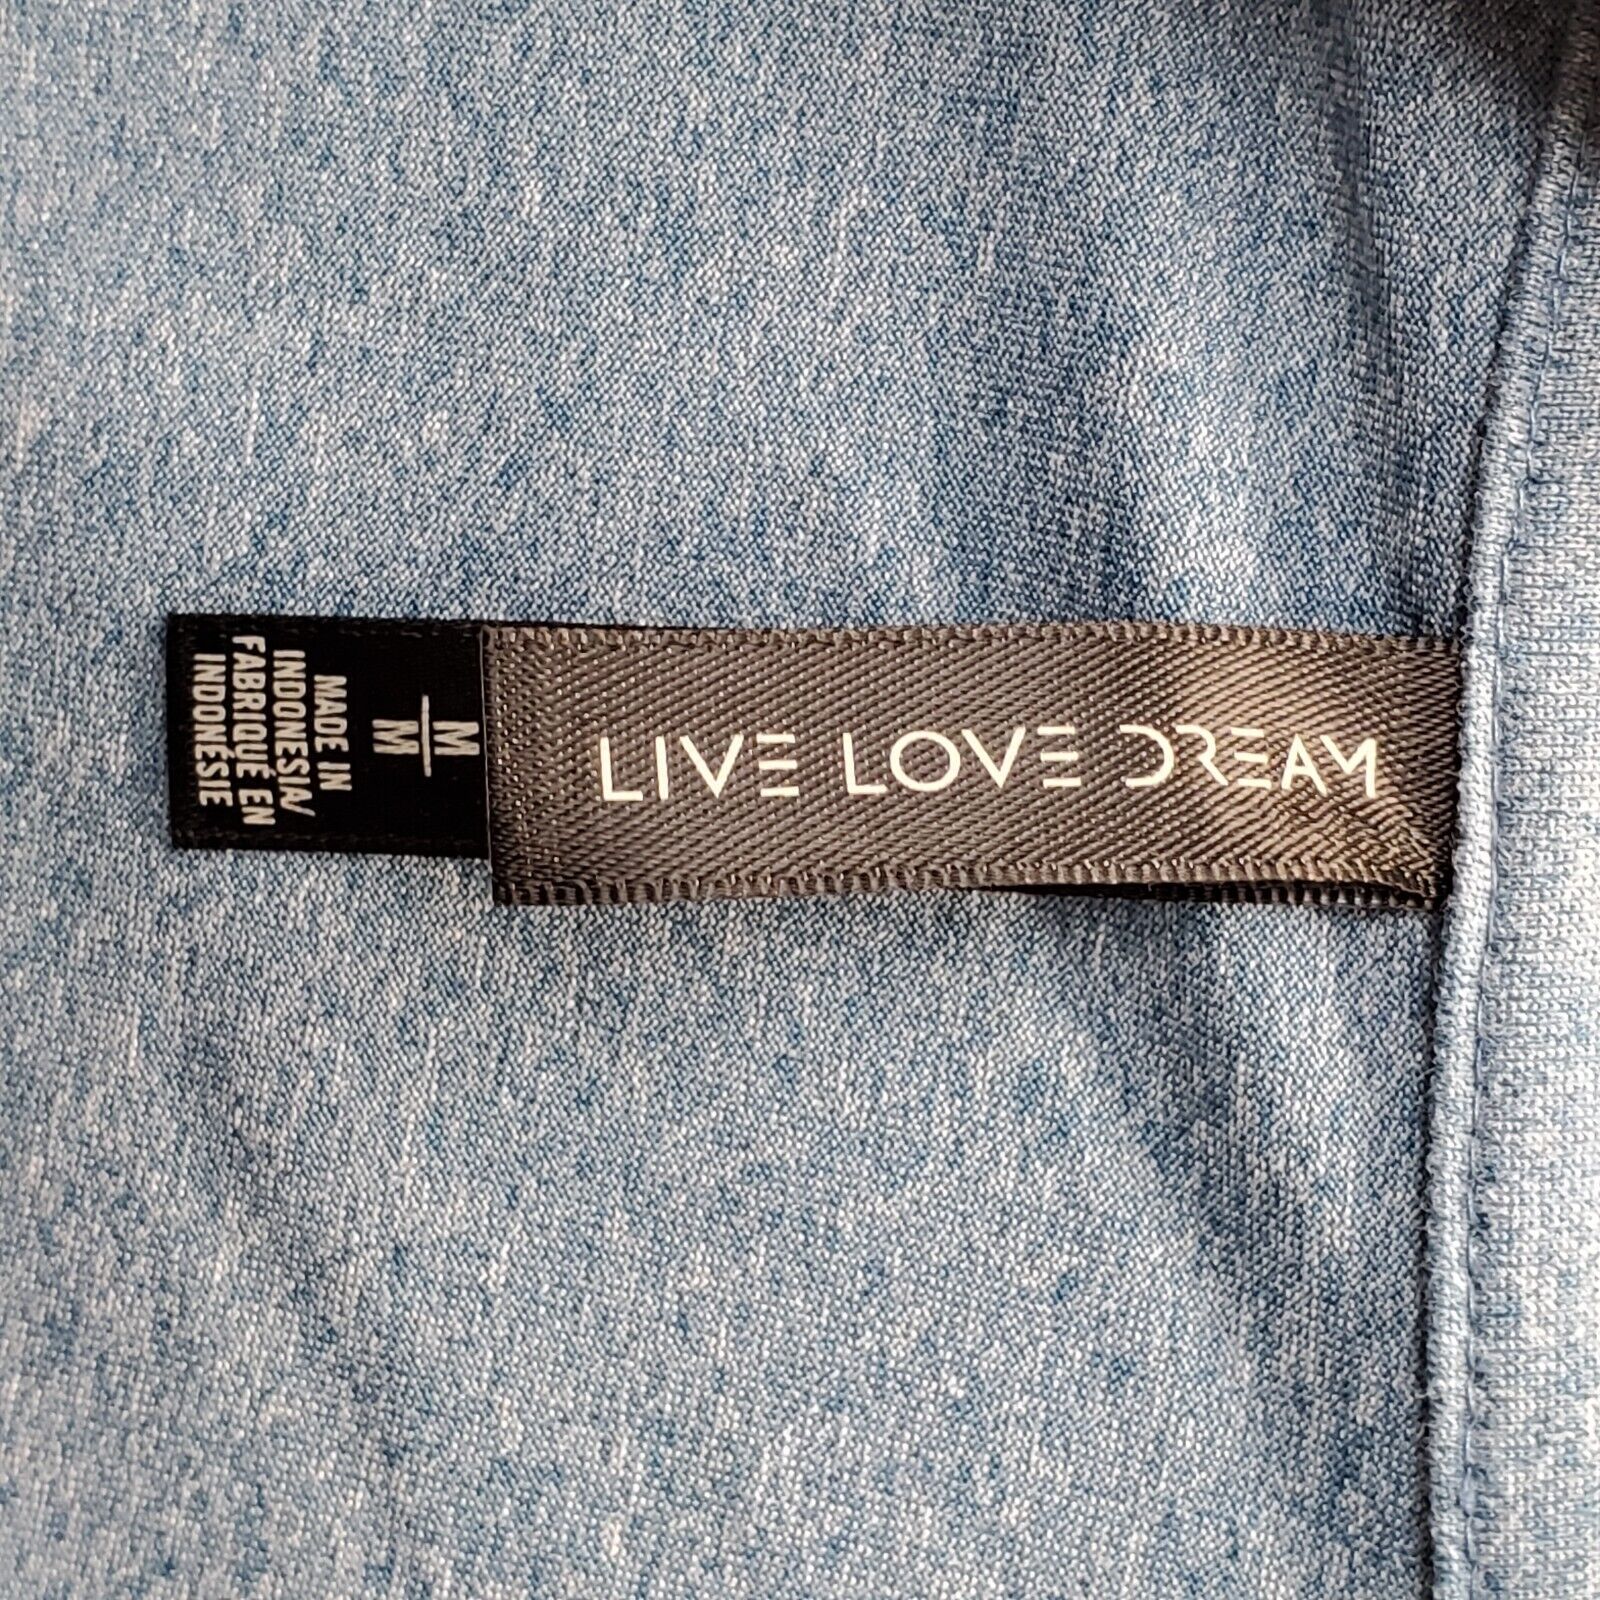 LIVE LOVE DREAM
M
M
MADE IN
INDONESIA/
FABRIQUÉ EN
INDONÉSIE